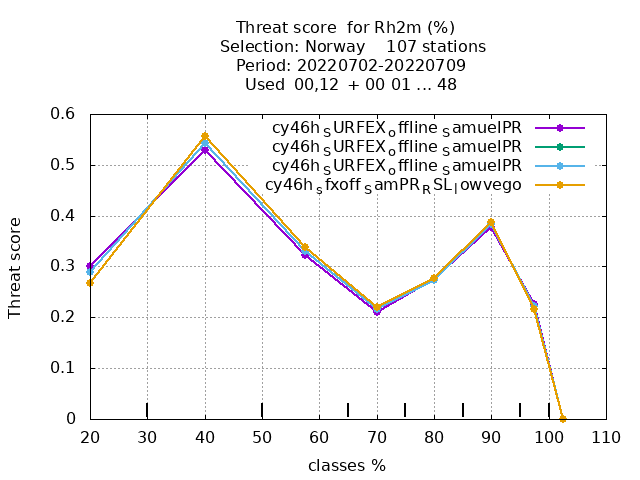 Threat score for Rh2m (%)
Selection: Norway 107 stations
Period: 20220702-20220709
Used 00,12 + 00 01 ... 48
cy46h_SURFEX_offline_SamuelPR
cy46h_SURFEX_offline_SamuelPR
cy46h_SURFEX_offline_SamuelPR
cy46h_sfxoff_SamPR_RSL_lowvego
Threat score
0.6
0.5
0.4
0.3
0.2
0.1
0
20 30 40 50 60 70 80 90 100 110
classes %